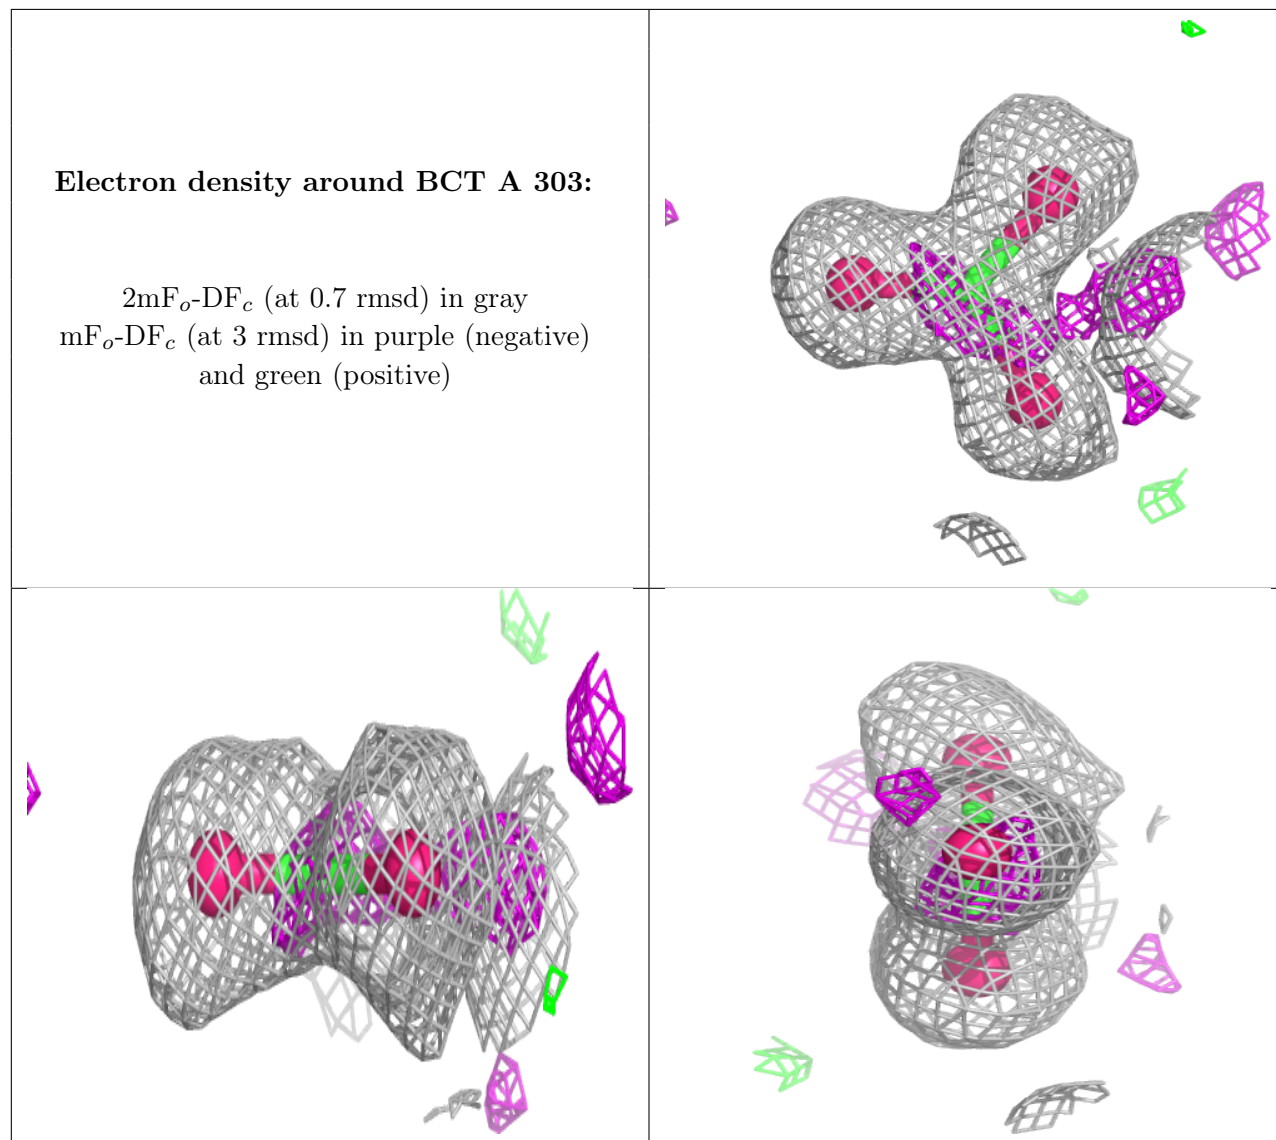 Electron density around BCT A 303:
2mFₒ-DF𝒸 (at 0.7 rmsd) in gray
mFₒ-DF𝒸 (at 3 rmsd) in purple (negative)
and green (positive)